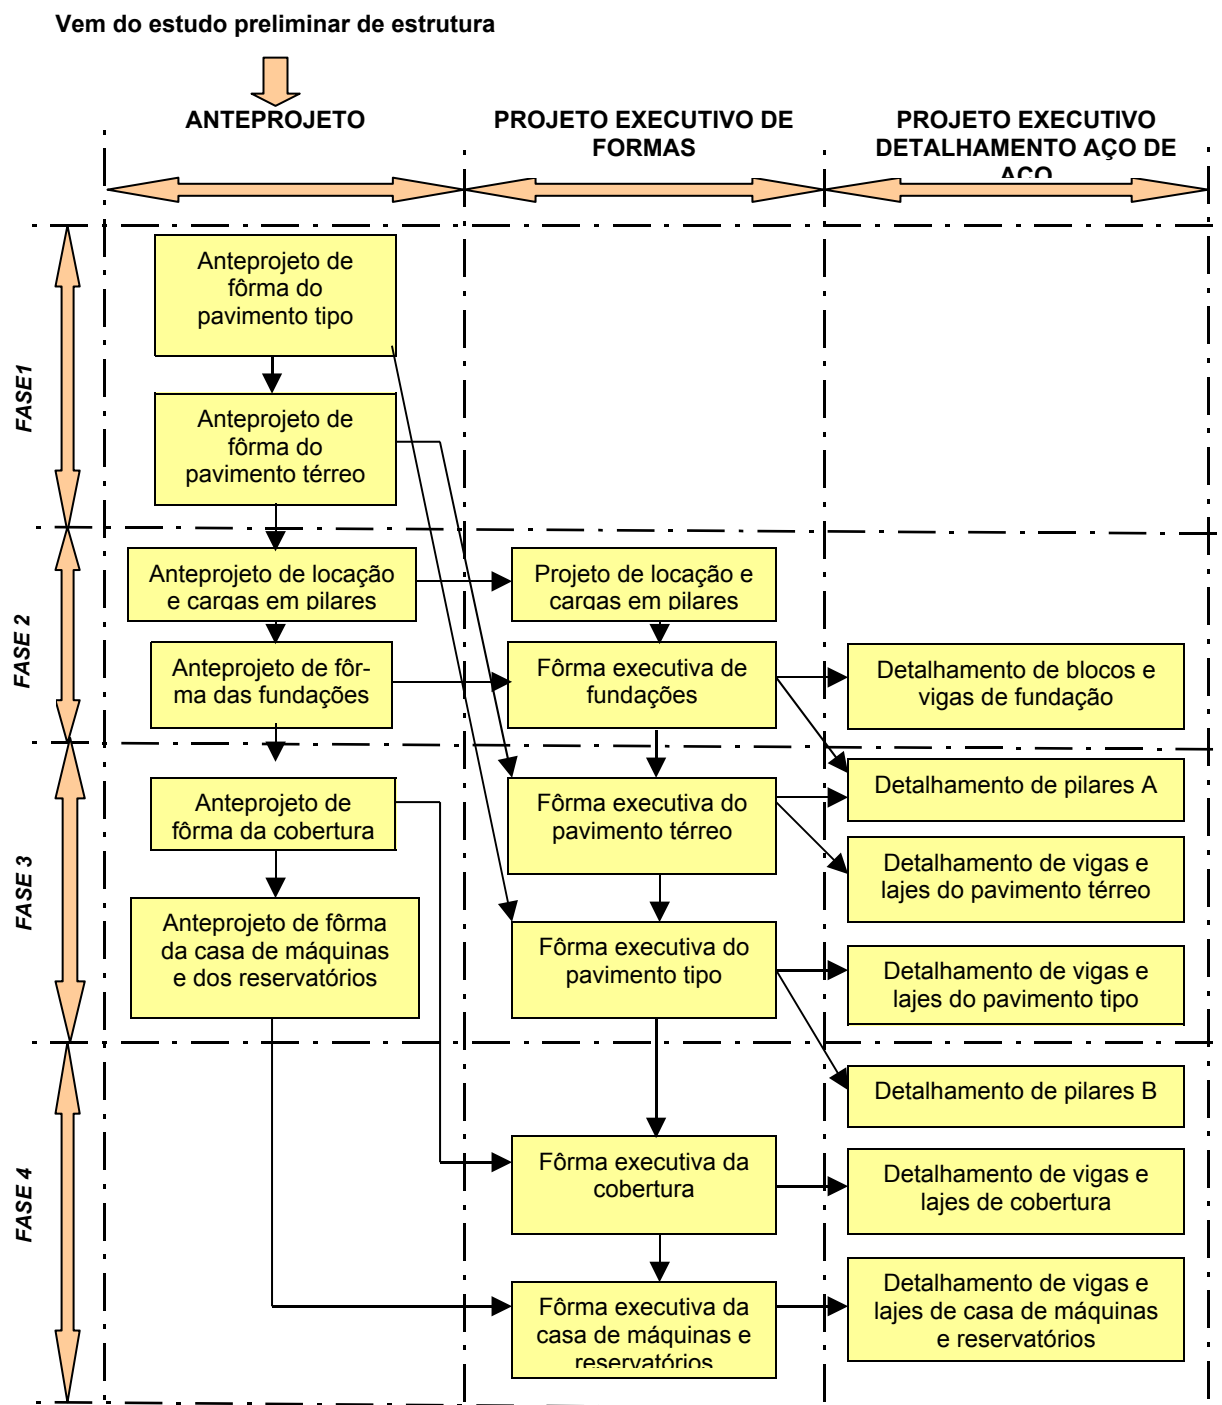 Vem do estudo preliminar de estrutura
ANTEPROJETO
PROJETO EXECUTIVO DE
FORMAS
PROJETO EXECUTIVO
DETALHAMENTO AÇO DE
AÇO
FASE1
Anteprojeto de
fôrma do
pavimento tipo
Anteprojeto de
fôrma do
pavimento térreo
FASE 2
Anteprojeto de locação
e cargas em pilares
Projeto de locação e
cargas em pilares
Anteprojeto de fôr-
ma das fundações
Fôrma executiva de
fundações
Detalhamento de blocos e
vigas de fundação
FASE 3
Anteprojeto de
fôrma da cobertura
Fôrma executiva do
pavimento térreo
Detalhamento de pilares A
Detalhamento de vigas e
lajes do pavimento térreo
Anteprojeto de fôrma
da casa de máquinas
e dos reservatórios
Fôrma executiva do
pavimento tipo
Detalhamento de vigas e
lajes do pavimento tipo
FASE 4
Detalhamento de pilares B
Fôrma executiva da
cobertura
Detalhamento de vigas e
lajes de cobertura
Fôrma executiva da
casa de máquinas e
reservatórios
Detalhamento de vigas e
lajes de casa de máquinas
e reservatórios